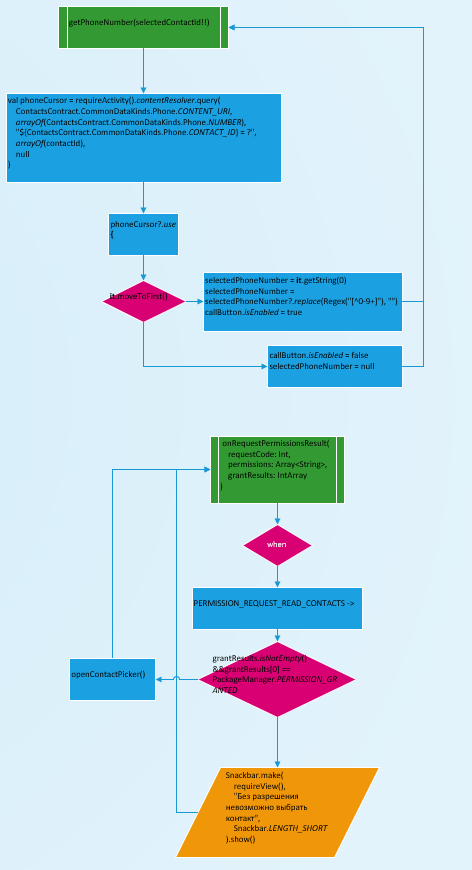 getPhoneNumber(selectedContactId!!)
val phoneCursor = requireActivity().contentResolver.query(
ContactsContract.CommonDataKinds.Phone.CONTENT_URI,
arrayOf(ContactsContract.CommonDataKinds.Phone.NUMBER),
"${ContactsContract.CommonDataKinds.Phone.CONTACT_ID} = ?",
arrayOf(contactId),
null
)
phoneCursor?.use
{
it.moveToFirst()
selectedPhoneNumber = it.getString(0)
selectedPhoneNumber =
selectedPhoneNumber?.replace(Regex("[^0-9+]"), "")
callButton.isEnabled = true
callButton.isEnabled = false
selectedPhoneNumber = null
onRequestPermissionsResult(
requestCode: Int,
permissions: Array<String>,
grantResults: IntArray
)
when
PERMISSION_REQUEST_READ_CONTACTS ->
grantResults.isNotEmpty()
&&grantResults[0] ==
PackageManager.PERMISSION_GR
ANTED
openContactPicker()
Snackbar.make(
requireView(),
"Без разрешения
невозможно выбрать
контакт",
Snackbar.LENGTH_SHORT
).show()